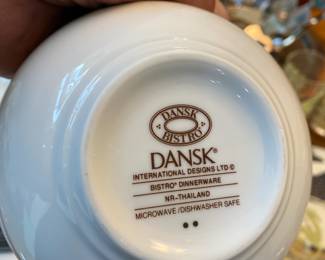 DANSK
BISTRO
DANSK®
INTERNATIONAL DESIGNS LTD ©
BISTRO® DINNERWARE
NR-THAILAND
MICROWAVE/DISHWASHER SAFE